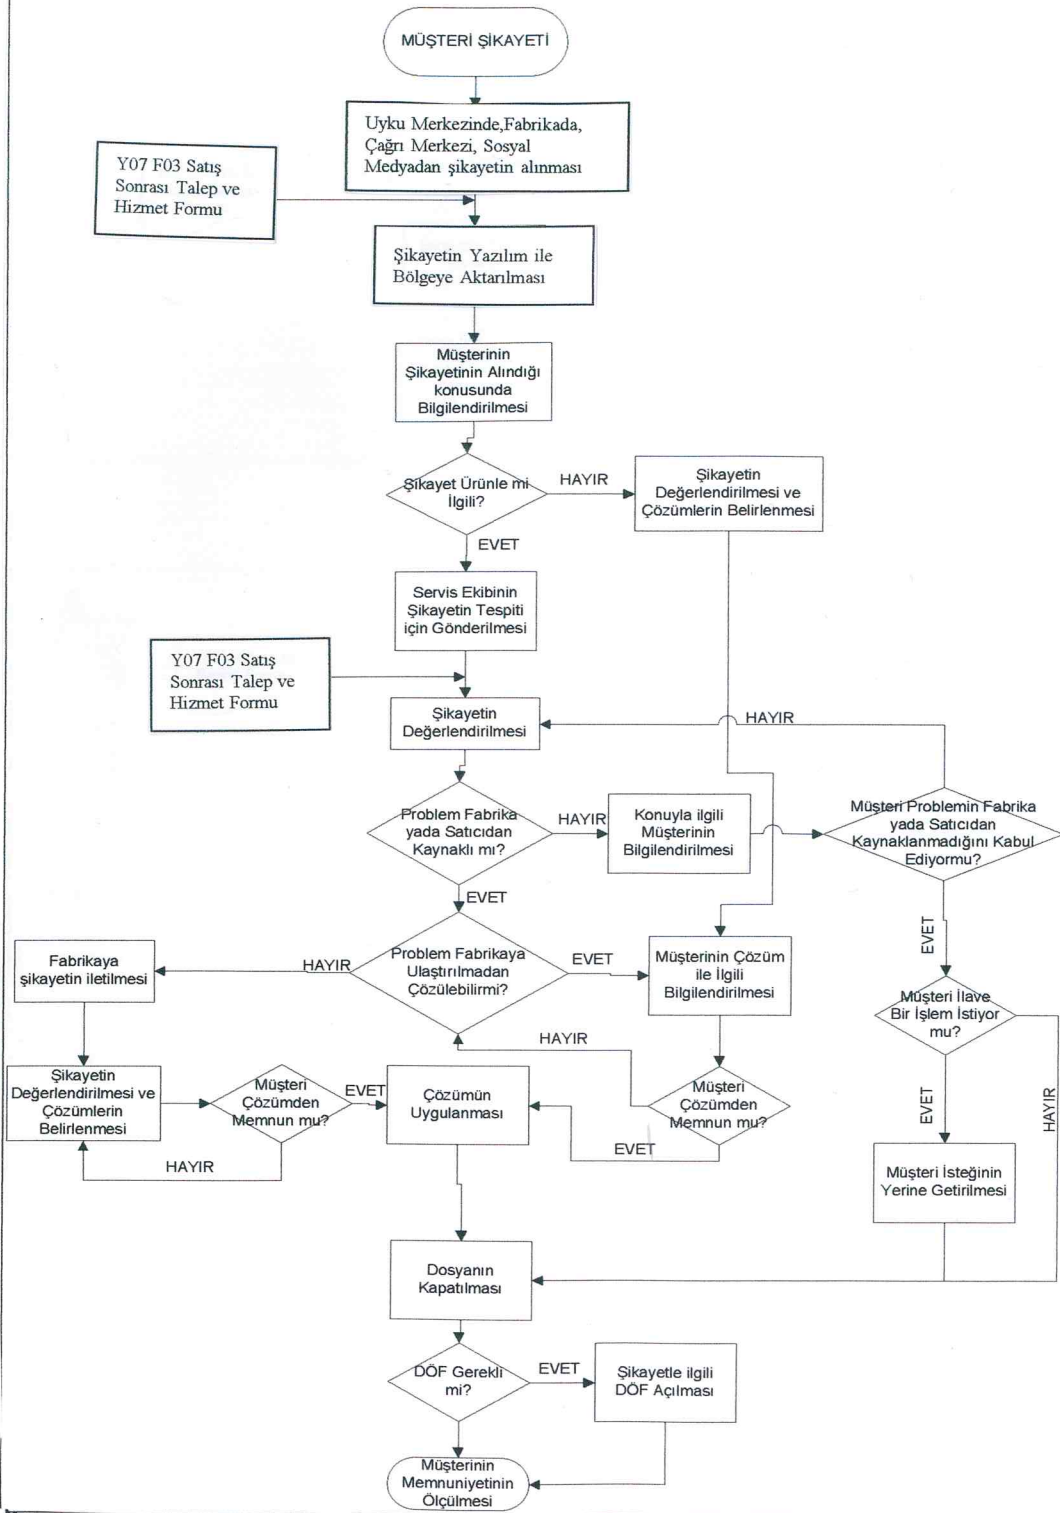 MÜŞTERİ ŞİKAYETİ
Uyku Merkezinde,Fabrikada,
Çağrı Merkezi, Sosyal
Medyadan şikayetin alınması
Y07 F03 Satış
Sonrası Talep ve
Hizmet Formu
Şikayetin Yazılım ile
Bölgeye Aktarılması
Müşterinin
Şikayetinin Alındığı
konusunda
Bilgilendirilmesi
Şikayet Ürünle mi
İlgili?
HAYIR
Şikayetin
Değerlendirilmesi ve
Çözümlerin Belirlenmesi
EVET
Servis Ekibinin
Şikayetin Tespiti
için Gönderilmesi
Y07 F03 Satış
Sonrası Talep ve
Hizmet Formu
Şikayetin
Değerlendirilmesi
HAYIR
Problem Fabrika
yada Satıcıdan
Kaynaklı mı?
HAYIR
Konuyla ilgili
Müşterinin
Bilgilendirilmesi
Müşteri Problemin Fabrika
yada Satıcıdan
Kaynaklanmadığını Kabul
Ediyormu?
EVET
EVET
Problem Fabrikaya
Ulaştırılmadan
Çözülebilirmi?
HAYIR
Fabrikaya
şikayetin iletilmesi
EVET
Müşterinin Çözüm
ile İlgili
Bilgilendirilmesi
Müşteri İlave
Bir İşlem İstiyor
mu?
HAYIR
Şikayetin
Değerlendirilmesi ve
Çözümlerin
Belirlenmesi
Müşteri
Çözümden
Memnun mu?
EVET
HAYIR
Çözümün
Uygulanması
Müşteri
Çözümden
Memnun mu?
EVET
EVET
HAYIR
Müşteri İsteğinin
Yerine Getirilmesi
Dosyanın
Kapatılması
DÖF Gerekli
mi?
EVET
Şikayetle ilgili
DÖF Açılması
Müşterinin
Memnuniyetinin
Ölçülmesi